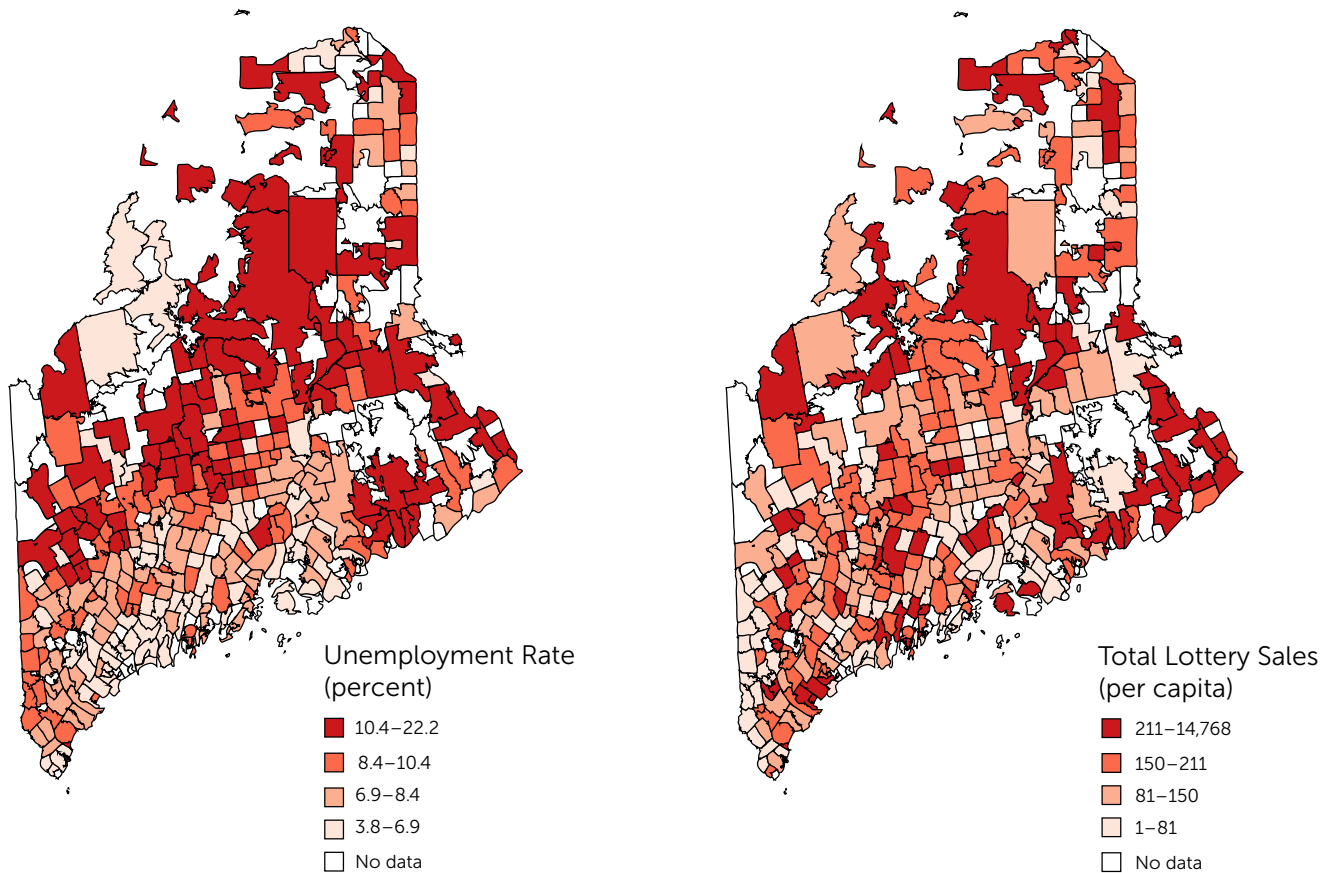 Unemployment Rate
(percent)
10.4–22.2
8.4–10.4
6.9–8.4
3.8–6.9
No data
Total Lottery Sales
(per capita)
211–14,768
150–211
81–150
1–81
No data